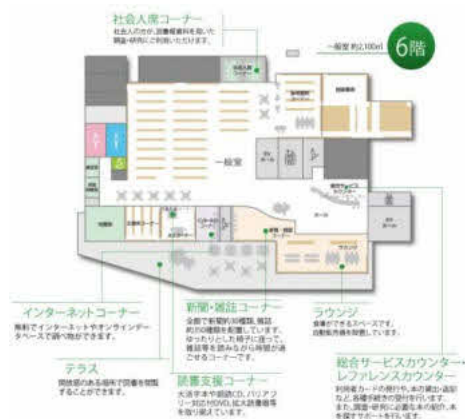 社会人席コーナー
社会人の方が、図書館資料を用いた
調査・研究にご利用いただけます。
一般室 約2,100㎡
6階
一般室
ホール
ラウンジ
インターネットコーナー
無料でインターネットやオンラインデー
タベースで調べ物ができます。
テラス
開放感のある場所で図書を閲覧
することができます。
新聞・雑誌コーナー
全館で新聞約30種類、雑誌
約350種類を配置しています。
ゆったりとした椅子に座って、
雑誌等を読みながら時間が過
ごせるコーナーです。
読書支援コーナー
大活字本や朗読CD、バリアフ
リー対応付DVD、拡大読書機等
を取り揃えています。
ラウンジ
食事ができるスペースです。
自動販売機を設置しています。
総合サービスカウンター・
レファレンスカウンター
利用者カードの発行や、本の貸出・返却
など、各種手続きの受付を行います。
また、調査・研究に必要な本の紹介、本
を探すサポートを行います。